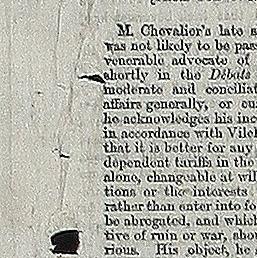 M. Chevalier's late
was not likely to be pas
venerable advocate of
shortly in the Débats
moderate and conciliat
affairs generally, or
he acknowledges his inc
in accordance with Vil
that it is better for any
dependent tariffs in the
alone, changeable at wil
tions or the interests
rather than enter into fo
be abrogated, and which
tive of ruin or war, shou
rious. His object, he